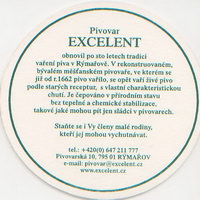 Pivovar
EXCELENT
obnovil po sto letech tradici
vaření piva v Rýmařově. V rekonstruovaném,
bývalém měšťanském pivovaře, ve kterém se
již od r.1662 pivo vařilo, se opět vaří živé pivo
podle starých receptur, s vlastní charakteristickou
chutí. Je čepováno v přírodním stavu
bez tepelné a chemické stabilizace,
takové jaké mohou pít jen sládci v pivovarech.
Staňte se i Vy členy malé rodiny,
kteří jej mohou vychutnávat.
tel.: +420(0) 647 211 777
Pivovarská 10, 795 01 RÝMAŘOV
e-mail: pivovar@excelent.cz
www.excelent.cz